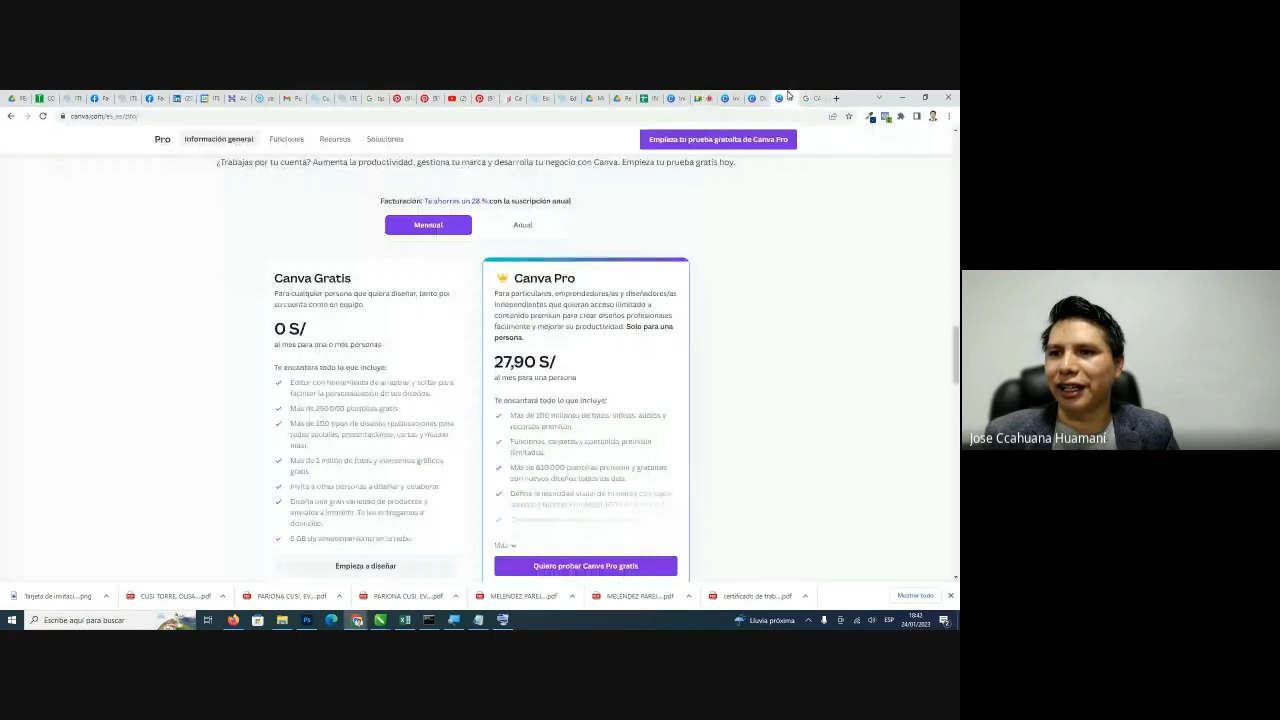 canva.com/es_es/pro/
Pro
Información general
Funciones
Recursos
Soluciones
Empieza tu prueba gratuita de Canva Pro
¿Trabajas por tu cuenta? Aumenta la productividad, gestiona tu marca y desarrolla tu negocio con Canva. Empieza tu prueba gratis hoy.
Facturación: Te ahorras un 28 % con la suscripción anual
Mensual
Anual
Canva Gratis
Para cualquier persona que quiera diseñar, tanto por
su cuenta como en equipo.
0 S/
al mes para una o más personas
Te encantará todo lo que incluye:
Editor con herramienta de arrastrar y soltar para
facilitar la personalización de tus diseños.
Más de 250.000 plantillas gratis
Más de 100 tipos de diseños (publicaciones para
redes sociales, presentaciones, cartas y mucho
más)
Más de 1 millón de fotos y elementos gráficos
gratis
Invita a otras personas a diseñar y colaborar
Diseña una gran variedad de productos y
envíalos a imprimir. Te los entregamos a
domicilio.
5 GB de almacenamiento en la nube.
Empieza a diseñar
Canva Pro
Para particulares, emprendedores/as y diseñadores/as
independientes que quieran acceso ilimitado a
contenido premium para crear diseños profesionales
fácilmente y mejorar su productividad. Solo para una
persona.
27,90 S/
al mes para una persona
Te encantará todo lo que incluye:
Más de 100 millones de fotos, vídeos, audios y
recursos premium.
Funciones, carpetas y contenido premium
ilimitados.
Más de 610.000 plantillas premium y gratuitas
con nuevos diseños todos los días.
Define la identidad visual de tu marca con logos,
Más
Quiero probar Canva Pro gratis
Jose Ccahuana Huamani
Tarjeta de invitaci....png
CUSI TORRE, OLGA....pdf
PARIONA CUSI, EV....pdf
PARIONA CUSI, EV....pdf
MELENDEZ PAREJ....pdf
MELENDEZ PAREJ....pdf
certificado de trab....pdf
Mostrar todo
Escribe aquí para buscar
Lluvia próxima
ESP
18:42
24/01/2023